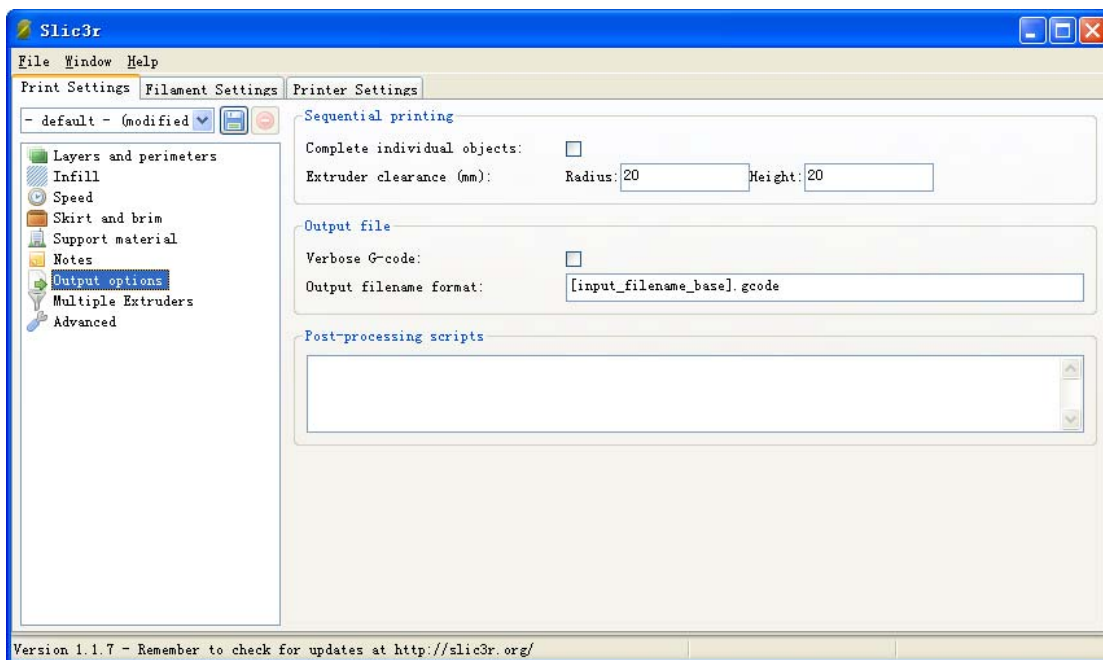 Slic3r
File Window Help
Print Settings Filament Settings Printer Settings
- default - (modified
Layers and perimeters
Infill
Speed
Skirt and brim
Support material
Notes
Output options
Multiple Extruders
Advanced
Sequential printing
Complete individual objects:
Extruder clearance (mm): Radius: 20 Height: 20
Output file
Verbose G-code:
Output filename format: [input_filename_base].gcode
Post-processing scripts
Version 1.1.7 - Remember to check for updates at http://slic3r.org/